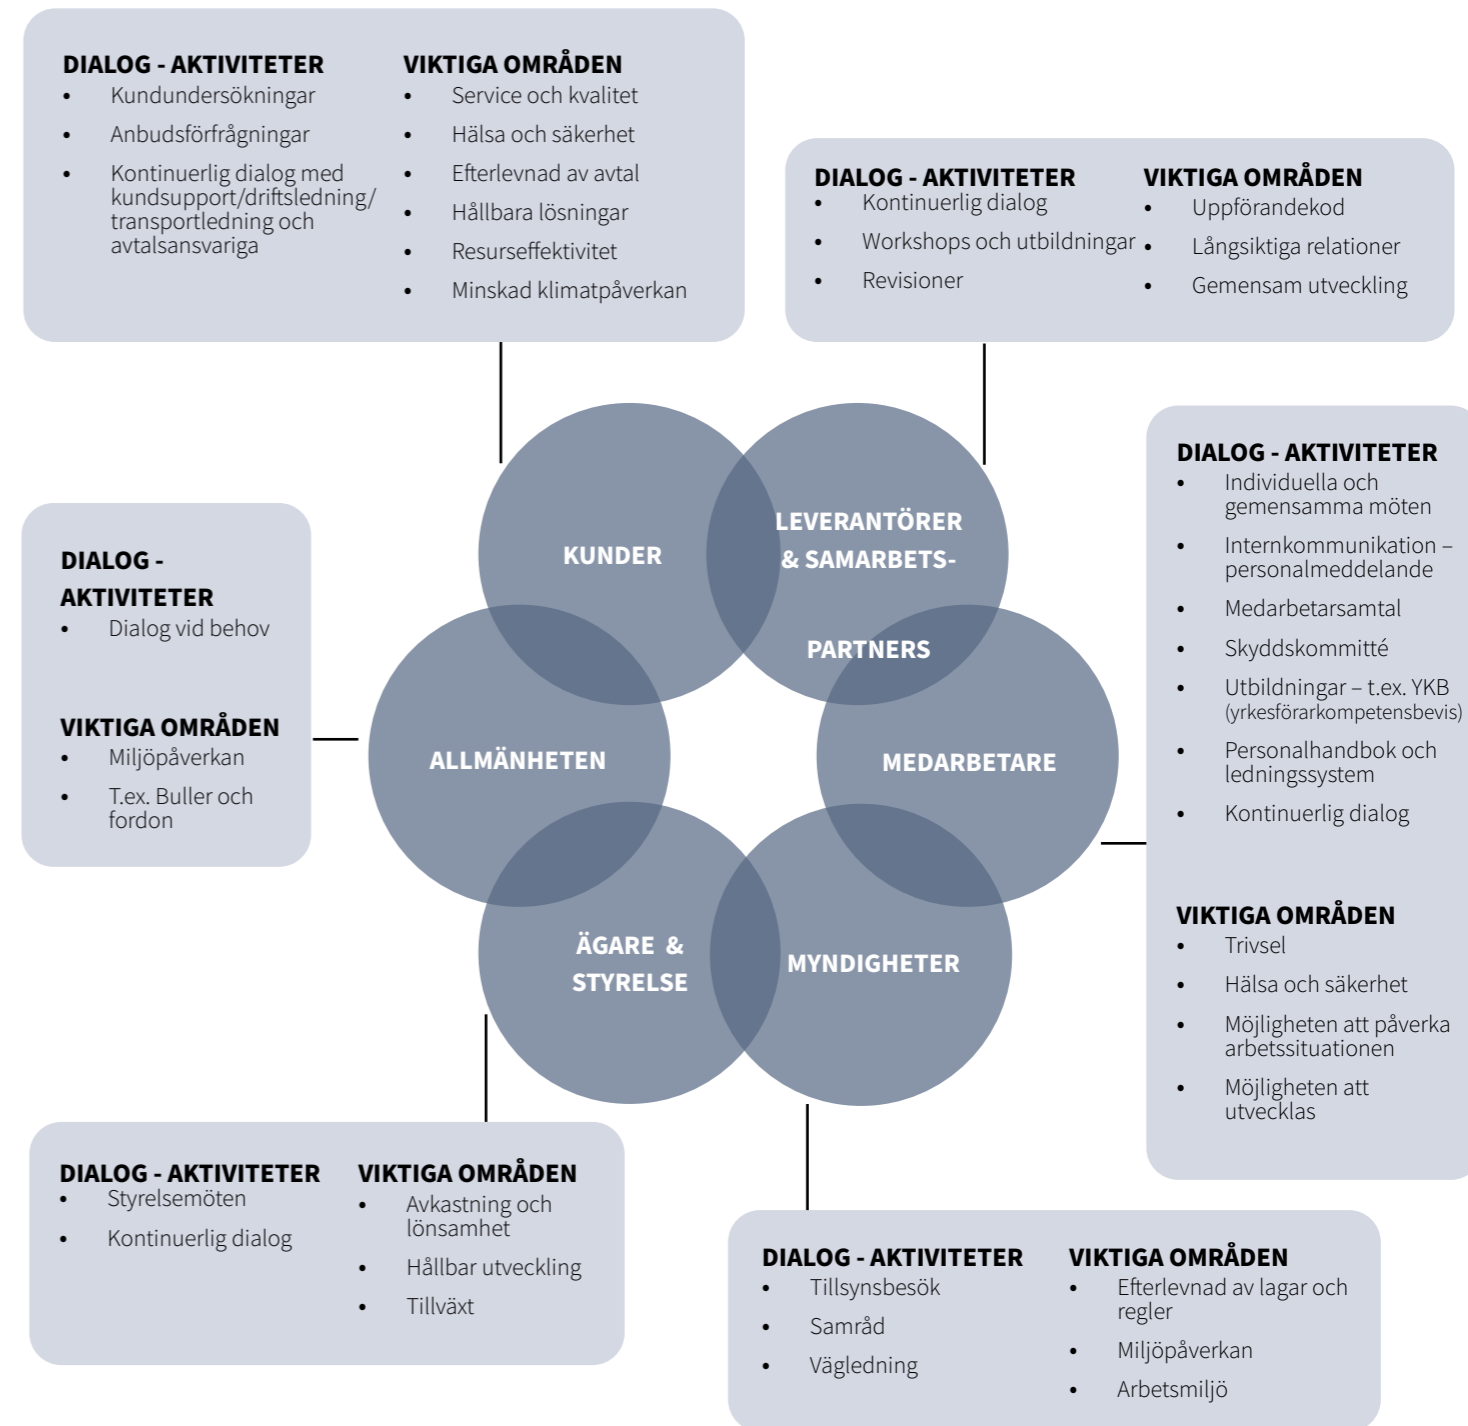 DIALOG - AKTIVITETER
• Kundundersökningar
• Anbudsförfrågningar
• Kontinuerlig dialog med
kundsupport/driftsledning/
transportledning och
avtalsansvariga
VIKTIGA OMRÅDEN
• Service och kvalitet
• Hälsa och säkerhet
• Efterlevnad av avtal
• Hållbara lösningar
• Resurseffektivitet
• Minskad klimatpåverkan
DIALOG - AKTIVITETER
• Kontinuerlig dialog
• Workshops och utbildningar
• Revisioner
VIKTIGA OMRÅDEN
• Uppförandekod
• Långsiktiga relationer
• Gemensam utveckling
KUNDER
LEVERANTÖRER
& SAMARBETS-
PARTNERS
ALLMÄNHETEN
MEDARBETARE
ÄGARE &
STYRELSE
MYNDIGHETER
DIALOG -
AKTIVITETER
• Dialog vid behov
VIKTIGA OMRÅDEN
• Miljöpåverkan
• T.ex. Buller och
fordon
DIALOG - AKTIVITETER
• Individuella och
gemensamma möten
• Internkommunikation –
personalmeddelande
• Medarbetarsamtal
• Skyddskommitté
• Utbildningar – t.ex. YKB
(yrkesförarkompetensbevis)
• Personalhandbok och
ledningssystem
• Kontinuerlig dialog
VIKTIGA OMRÅDEN
• Trivsel
• Hälsa och säkerhet
• Möjligheten att påverka
arbetssituationen
• Möjligheten att
utvecklas
DIALOG - AKTIVITETER
• Styrelsemöten
• Kontinuerlig dialog
VIKTIGA OMRÅDEN
• Avkastning och
lönsamhet
• Hållbar utveckling
• Tillväxt
DIALOG - AKTIVITETER
• Tillsynsbesök
• Samråd
• Vägledning
VIKTIGA OMRÅDEN
• Efterlevnad av lagar och
regler
• Miljöpåverkan
• Arbetsmiljö